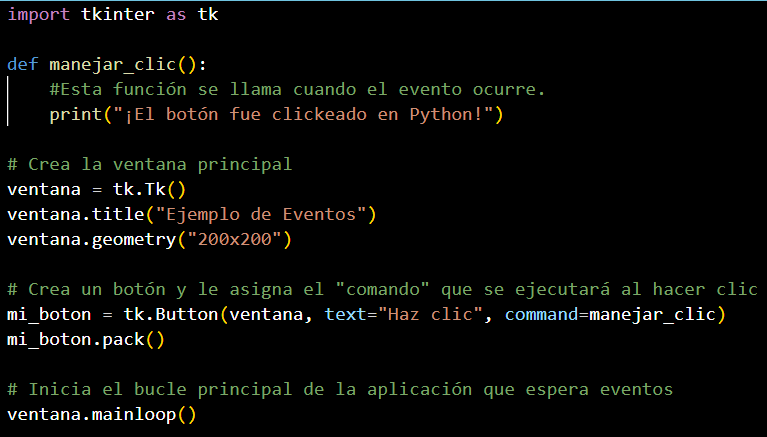 import tkinter as tk
def manejar_clic():
    #Esta función se llama cuando el evento ocurre.
    print("¡El botón fue clickeado en Python!")
# Crea la ventana principal
ventana = tk.Tk()
ventana.title("Ejemplo de Eventos")
ventana.geometry("200x200")
# Crea un botón y le asigna el "comando" que se ejecutará al hacer clic
mi_boton = tk.Button(ventana, text="Haz clic", command=manejar_clic)
mi_boton.pack()
# Inicia el bucle principal de la aplicación que espera eventos
ventana.mainloop()